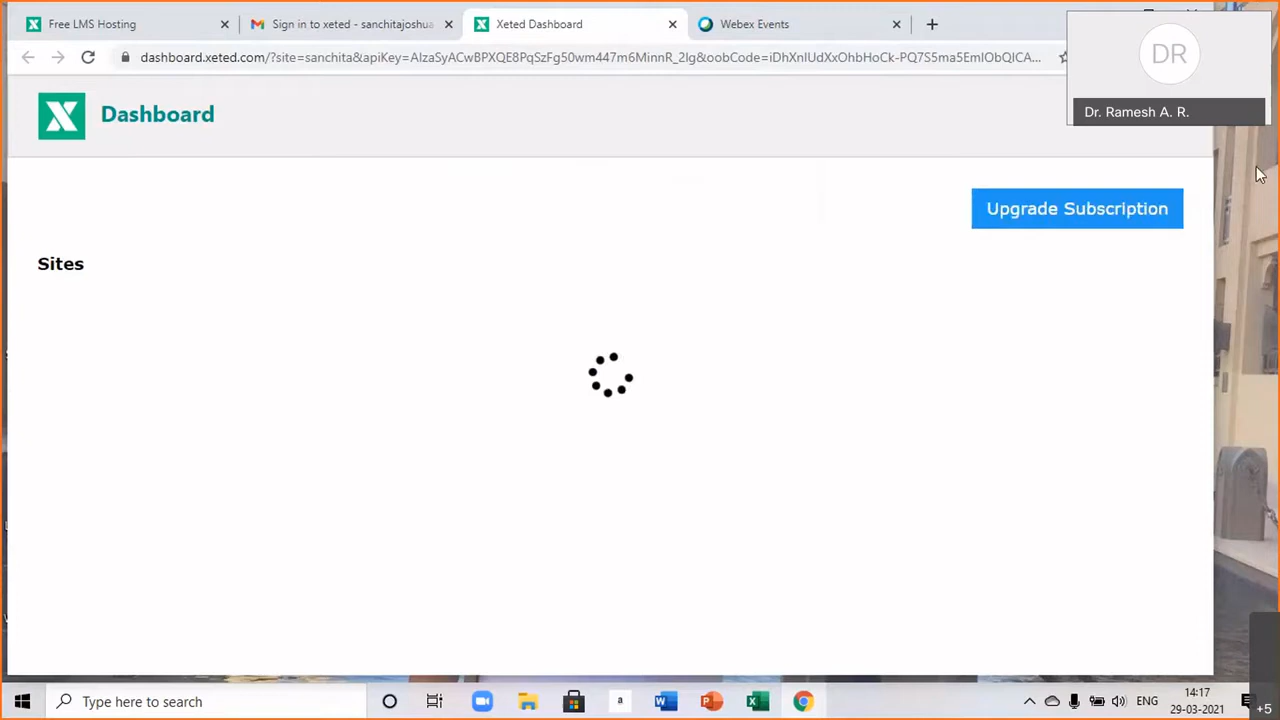 Free LMS Hosting
Sign in to xeted - sanchitajoshua
Xeted Dashboard
Webex Events
dashboard.xeted.com/?site=sanchita&apiKey=AIzaSyACwBPXQE8PqSzFg50wm447m6MinnR_2Ig&oobCode=iDhXnIUdXxOhbHoCk-PQ7S5ma5EmIObQICA...
DR
Dr. Ramesh A. R.
X Dashboard
Upgrade Subscription
Sites
Type here to search
a
ENG
14:17
29-03-2021
+5